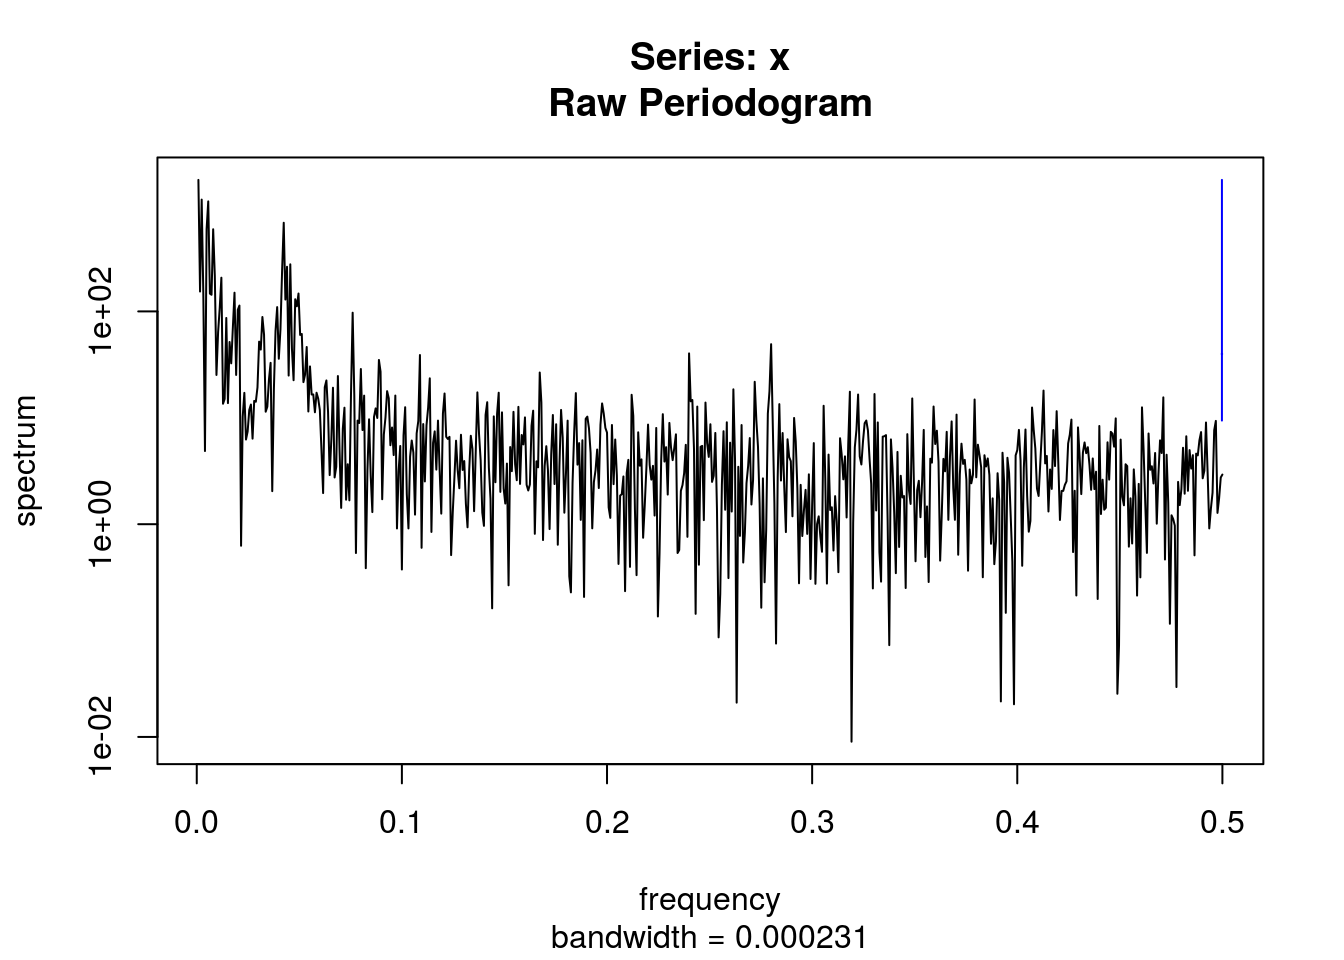 Series: x
Raw Periodogram
spectrum
1e+02
1e+00
1e-02
0.0 0.1 0.2 0.3 0.4 0.5
frequency
bandwidth = 0.000231